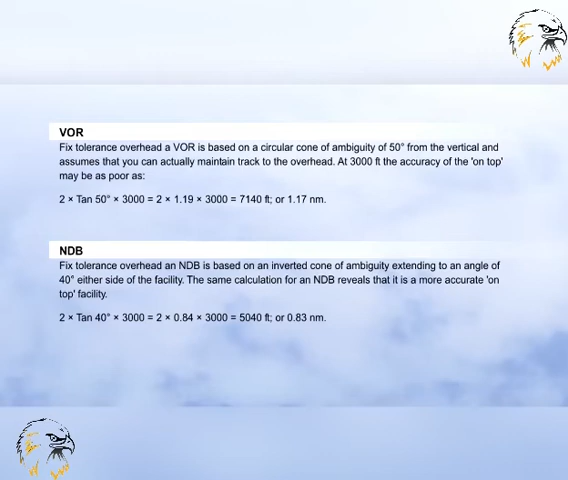 VOR
Fix tolerance overhead a VOR is based on a circular cone of ambiguity of 50° from the vertical and
assumes that you can actually maintain track to the overhead. At 3000 ft the accuracy of the 'on top'
may be as poor as:
2 × Tan 50° × 3000 = 2 × 1.19 × 3000 = 7140 ft; or 1.17 nm.
NDB
Fix tolerance overhead an NDB is based on an inverted cone of ambiguity extending to an angle of
40° either side of the facility. The same calculation for an NDB reveals that it is a more accurate 'on
top' facility.
2 × Tan 40° × 3000 = 2 × 0.84 × 3000 = 5040 ft; or 0.83 nm.